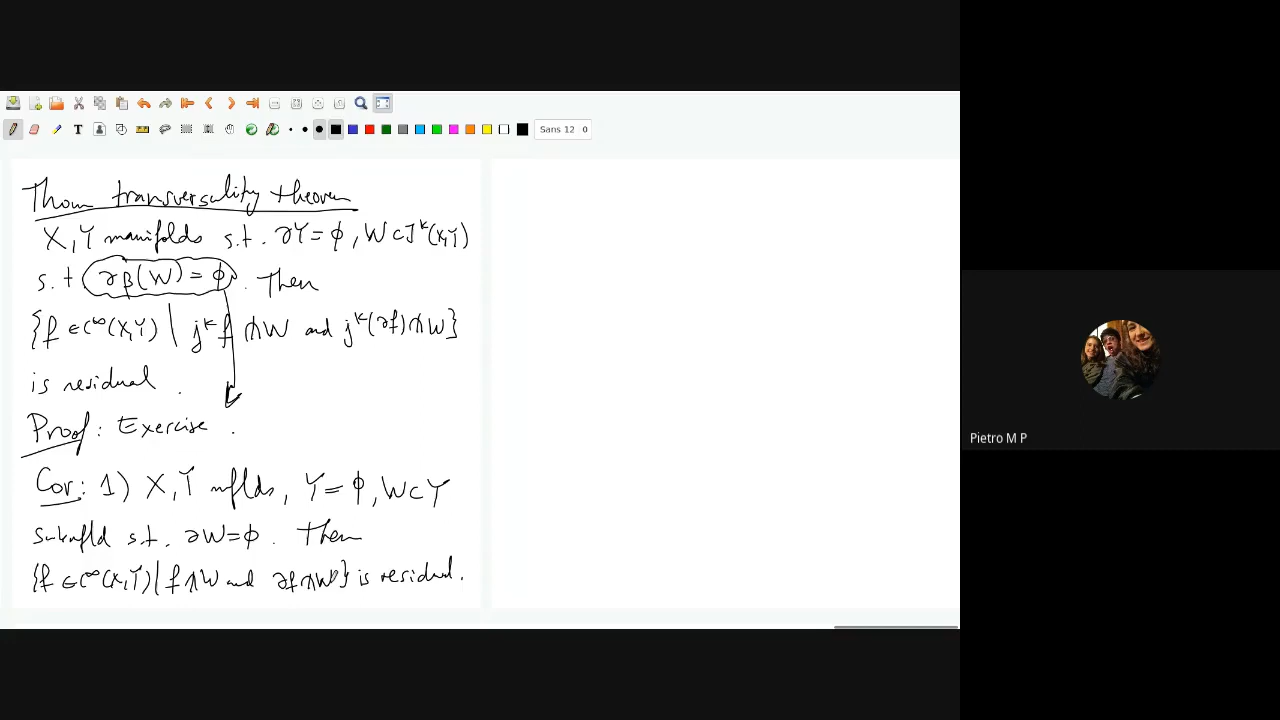 Sans 12 0
Thom transversality theorem
X, Y manifolds s.t. ∂Y = ϕ, W ⊂ J^k(X,Y)
s.t ∂β(W) = ϕ. Then
{f ∈ C^∞(X,Y) | j^k f ⋔ W and j^k(∂f) ⋔ W}
is residual.
Proof: Exercise.
Cor: 1) X, Y mflds, Y = ϕ, W ⊂ Y
submfld s.t. ∂W = ϕ. Then
{f ∈ C^∞(X,Y) | f ⋔ W and ∂f ⋔ W} is residual.
Pietro M P